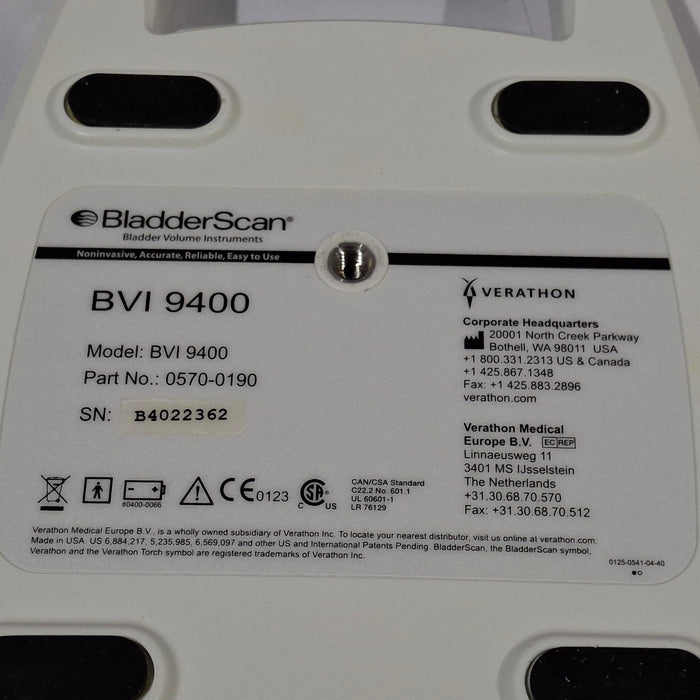 BladderScan®
Bladder Volume Instruments
Noninvasive, Accurate, Reliable, Easy to Use
BVI 9400
Model: BVI 9400
Part No.: 0570-0190
SN: B4022362
VERATHON
Corporate Headquarters
20001 North Creek Parkway
Bothell, WA 98011 USA
+1 800.331.2313 US & Canada
+1 425.867.1348
Fax: +1 425.883.2896
verathon.com
Verathon Medical
Europe B.V. EC REP
Linnaeusweg 11
3401 MS IJsselstein
The Netherlands
+31.30.68.70.570
Fax: +31.30.68.70.512
#0400-0066
CE 0123
C SA US
CAN/CSA Standard
C22.2 No. 601.1
UL 60601-1
LR 76129
Verathon Medical Europe B.V., is a wholly owned subsidiary of Verathon Inc. To locate your nearest distributor, visit us online at verathon.com.
Made in USA. US 6,884,217. 5,235,985, 6,569,097 and other US and International Patents Pending. BladderScan, the BladderScan symbol,
Verathon and the Verathon Torch symbol are registered trademarks of Verathon Inc.
0125-0541-04-40